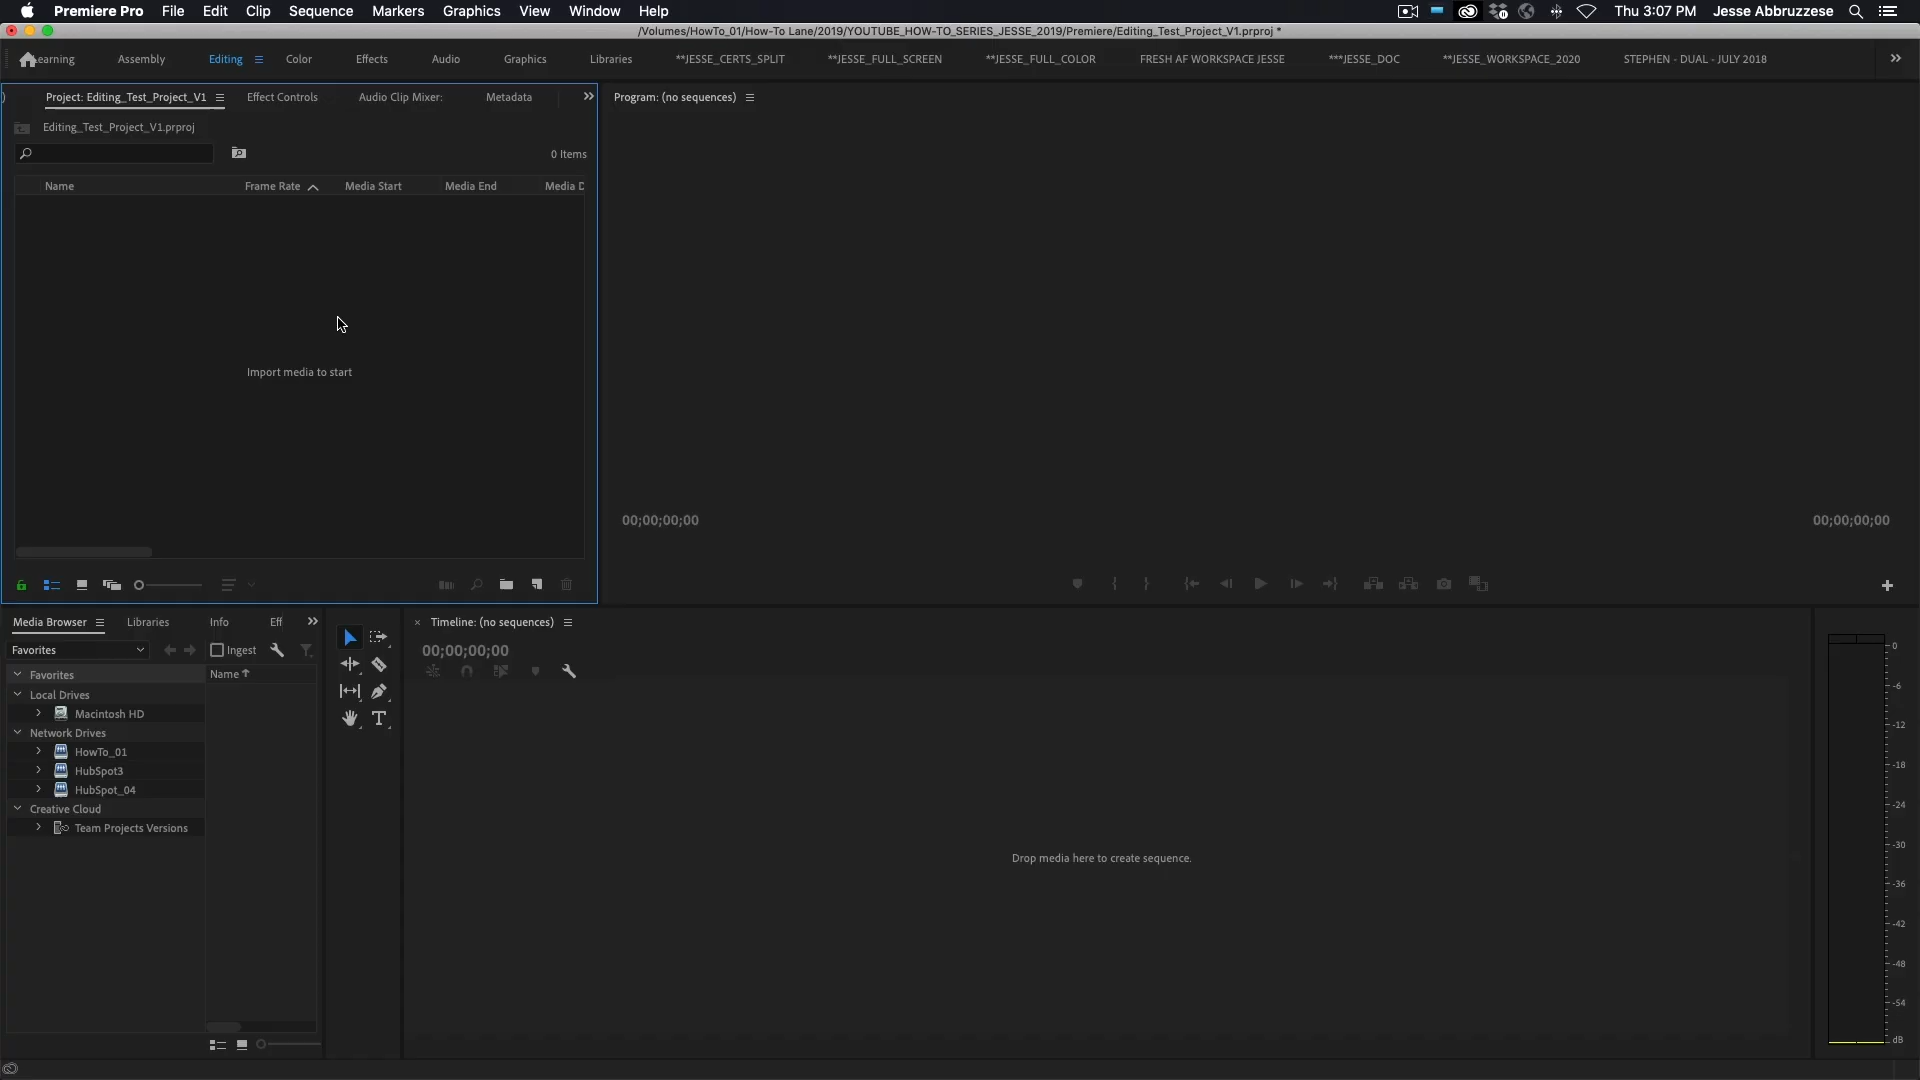 Premiere Pro File Edit Clip Sequence Markers Graphics View Window Help Thu 3:07 PM Jesse Abbruzzese
/Volumes/HowTo_01/How-To Lane/2019/YOUTUBE_HOW-TO_SERIES_JESSE_2019/Premiere/Editing_Test_Project_V1.prproj *
earning Assembly Editing Color Effects Audio Graphics Libraries **JESSE_CERTS_SPLIT **JESSE_FULL_SCREEN **JESSE_FULL_COLOR FRESH AF WORKSPACE JESSE ***JESSE_DOC **JESSE_WORKSPACE_2020 STEPHEN - DUAL - JULY 2018
Project: Editing_Test_Project_V1 Effect Controls Audio Clip Mixer: Metadata
Program: (no sequences)
Editing_Test_Project_V1.prproj
0 Items
Name Frame Rate Media Start Media End Media D
Import media to start
00;00;00;00 00;00;00;00
Media Browser Libraries Info Eff
Favorites Ingest
Name
Favorites
Local Drives
Macintosh HD
Network Drives
HowTo_01
HubSpot3
HubSpot_04
Creative Cloud
Team Projects Versions
× Timeline: (no sequences)
00;00;00;00
Drop media here to create sequence.
0
-6
-12
-18
-24
-30
-36
-42
-48
-54
dB